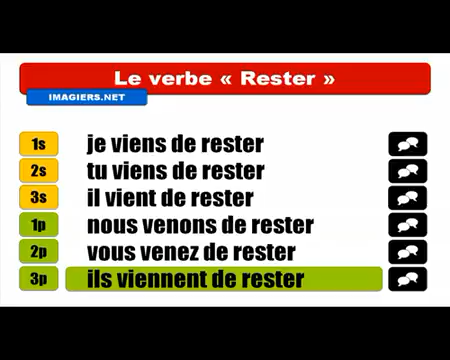 Le verbe « Rester »
IMAGIERS.NET
1s je viens de rester
2s tu viens de rester
3s il vient de rester
1p nous venons de rester
2p vous venez de rester
3p ils viennent de rester